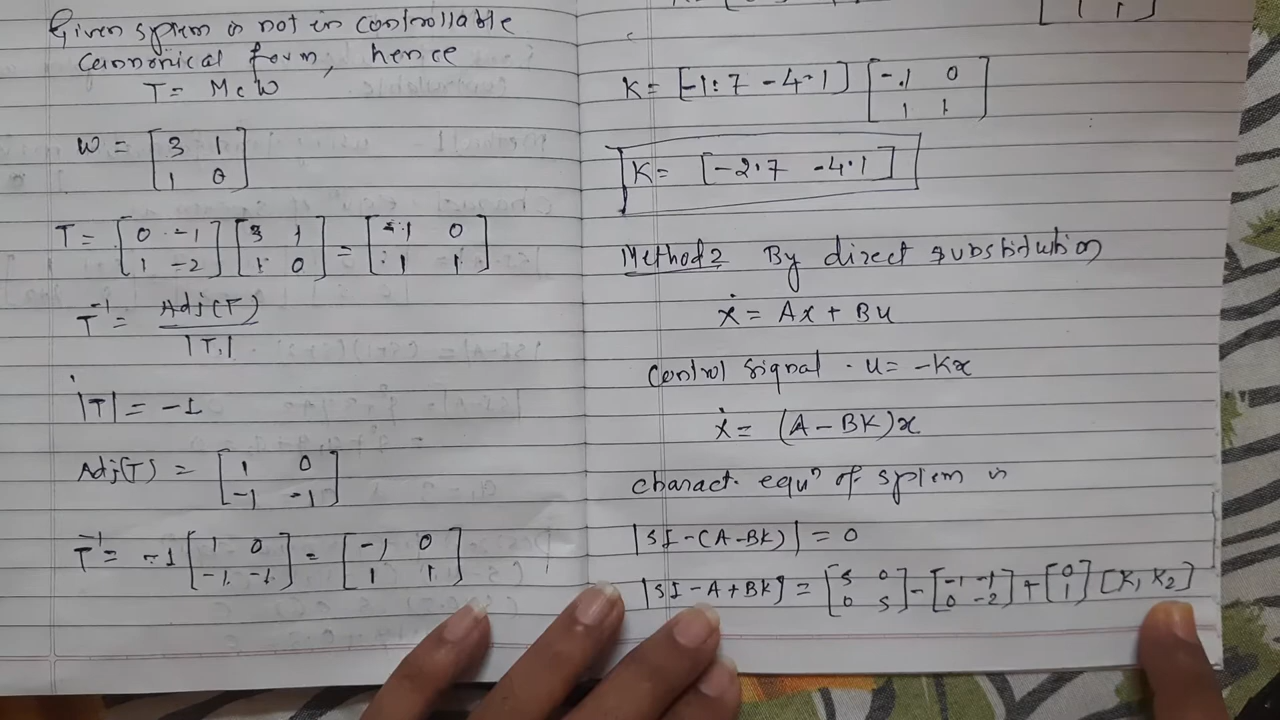 Given system is not in controllable
cannonical form, hence
T = Mc W
W = [3 1
1 0]
T = [0 -1
1 -2] [3 1
1 0] = [-1 0
1 1]
T⁻¹ = Adj(T)
|T|
|T| = -1
Adj(T) = [1 0
-1 -1]
T⁻¹ = -1 [1 0
-1 -1] = [-1 0
1 1]
1 1]
K = [-1.7 -4.1] [-1 0
1 1]
K = [-2.7 -4.1]
Method 2 By direct substitution
ẋ = Ax + Bu
Control Signal u = -Kx
ẋ = (A - BK)x
charact. equⁿ of system is
|SI - (A - BK)| = 0
|SI - A + BK| = [S 0
0 S] - [-1 -1
0 -2] + [0
1] [K₁ K₂]